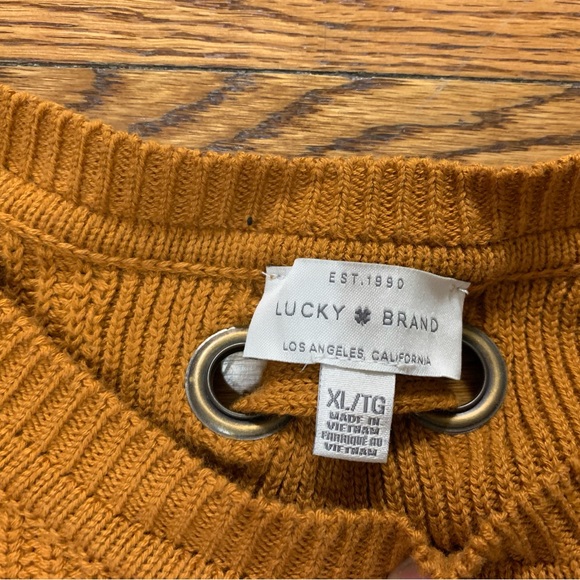 EST.1990
LUCKY BRAND
LOS ANGELES, CALIFORNIA
XL/TG
MADE IN
VIETNAM
FABRIQUÉ AU
VIETNAM